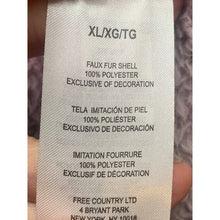 XL/XG/TG
FAUX FUR SHELL
100% POLYESTER
EXCLUSIVE OF DECORATION
TELA IMITACIÓN DE PIEL
100% POLIÉSTER
EXCLUSIVO DE DECORACIÓN
IMITATION FOURRURE
100% POLYESTER
EXCLUSIF DE DÉCORATION
FREE COUNTRY LTD
4 BRYANT PARK
NEW YORK, NY 10018